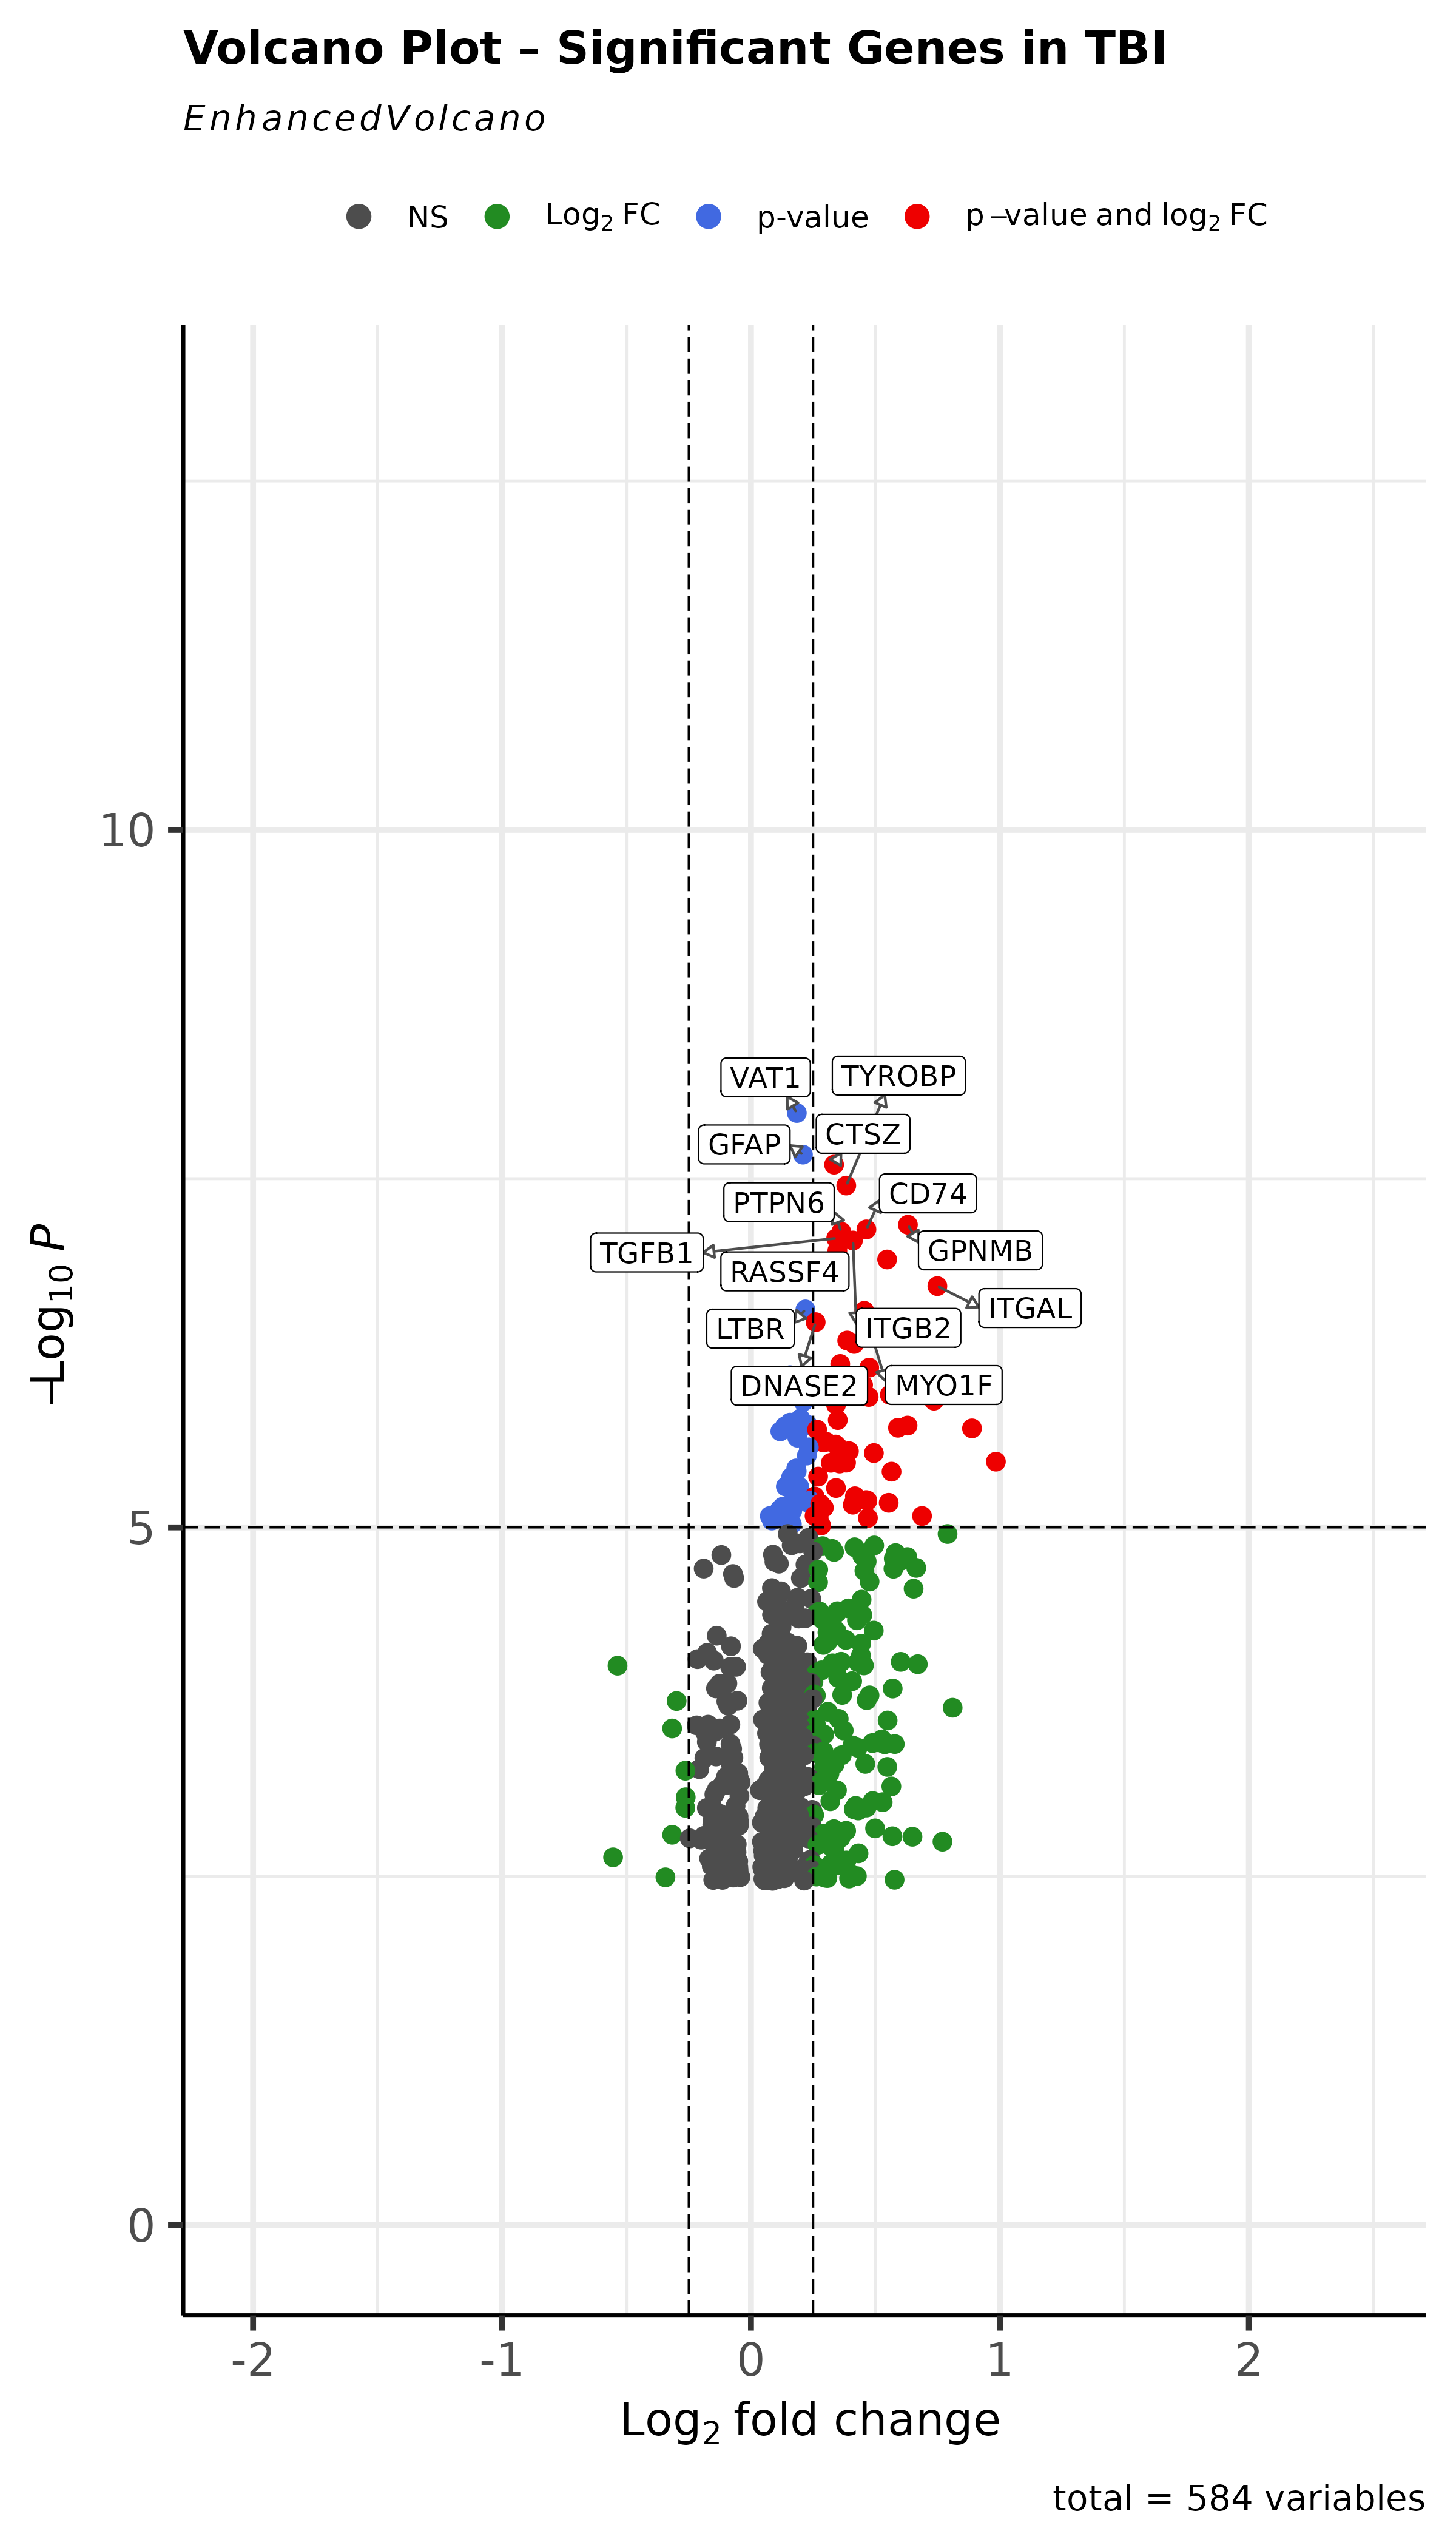 Volcano Plot – Significant Genes in TBI
EnhancedVolcano
NS Log2 FC p-value p–value and log2 FC
–Log10 P
10
5
0
VAT1
TYROBP
GFAP
CTSZ
PTPN6
CD74
TGFB1
GPNMB
RASSF4
ITGAL
LTBR
ITGB2
DNASE2
MYO1F
-2 -1 0 1 2
Log2 fold change
total = 584 variables